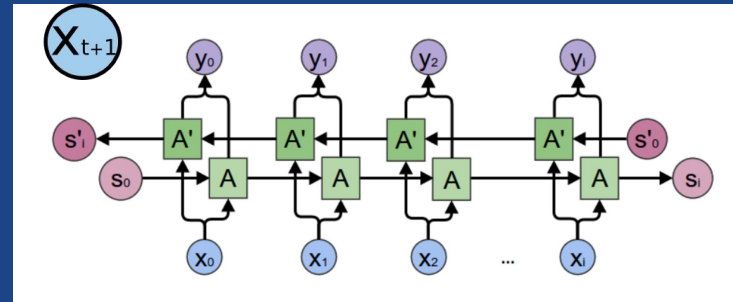 Xt+1
y0 y1 y2 yi
A' A' A' A'
s'i s'0
s0 A A A A si
x0 x1 x2 ... xi